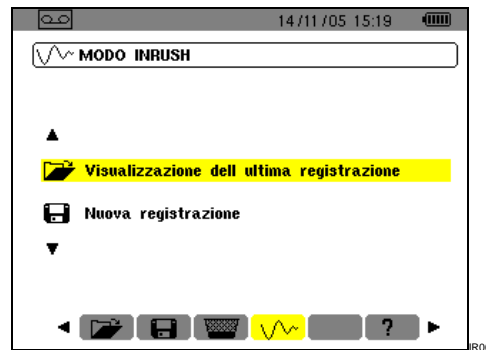 14/11/05 15:19
MODO INRUSH
Visualizzazione dell ultima registrazione
Nuova registrazione
?